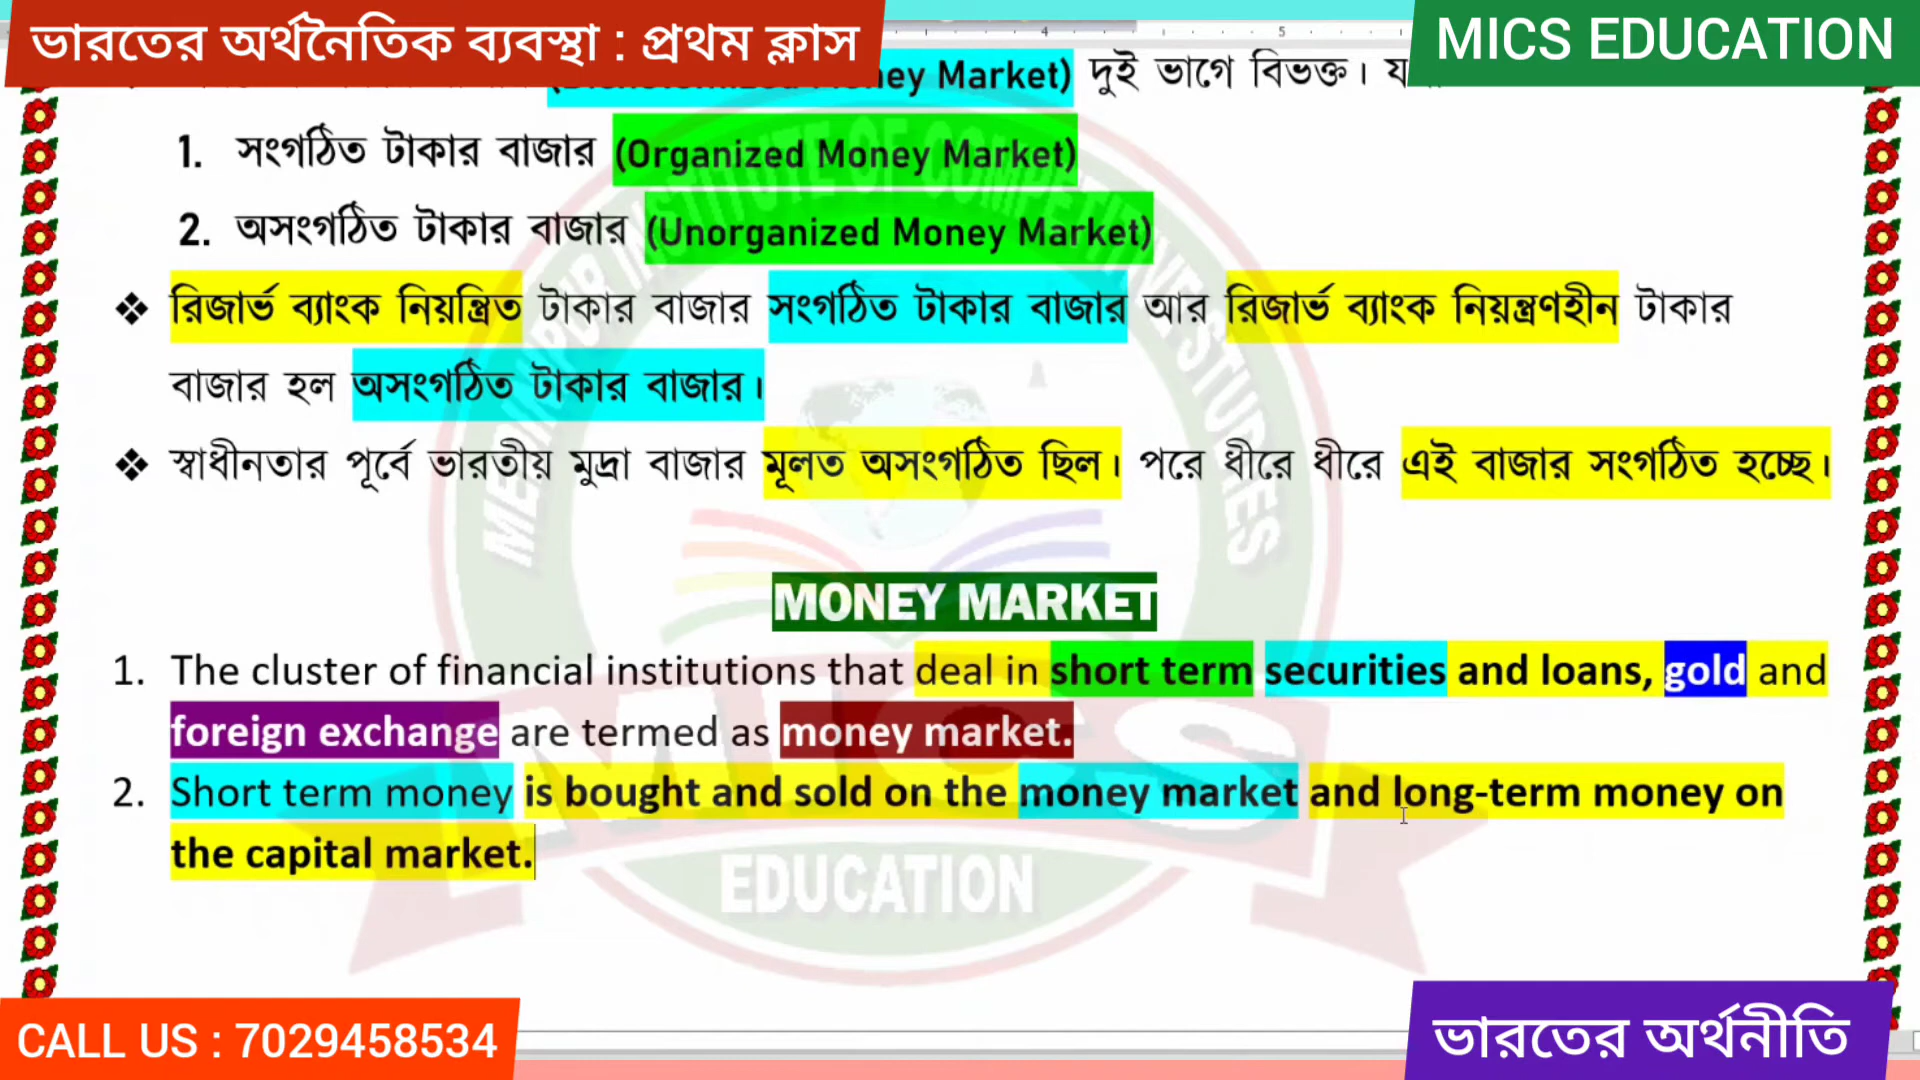 ভারতের অর্থনৈতিক ব্যবস্থা : প্রথম ক্লাস
MICS EDUCATION
Money Market) দুই ভাগে বিভক্ত।
1. সংগঠিত টাকার বাজার (Organized Money Market)
2. অসংগঠিত টাকার বাজার (Unorganized Money Market)
❖ রিজার্ভ ব্যাংক নিয়ন্ত্রিত টাকার বাজার সংগঠিত টাকার বাজার আর রিজার্ভ ব্যাংক নিয়ন্ত্রণহীন টাকার
বাজার হল অসংগঠিত টাকার বাজার।
❖ স্বাধীনতার পূর্বে ভারতীয় মুদ্রা বাজার মূলত অসংগঠিত ছিল। পরে ধীরে ধীরে এই বাজার সংগঠিত হচ্ছে।
MONEY MARKET
1. The cluster of financial institutions that deal in short term securities and loans, gold and
foreign exchange are termed as money market.
2. Short term money is bought and sold on the money market and long-term money on
the capital market.
MICS
EDUCATION
CALL US : 7029458534
ভারতের অর্থনীতি